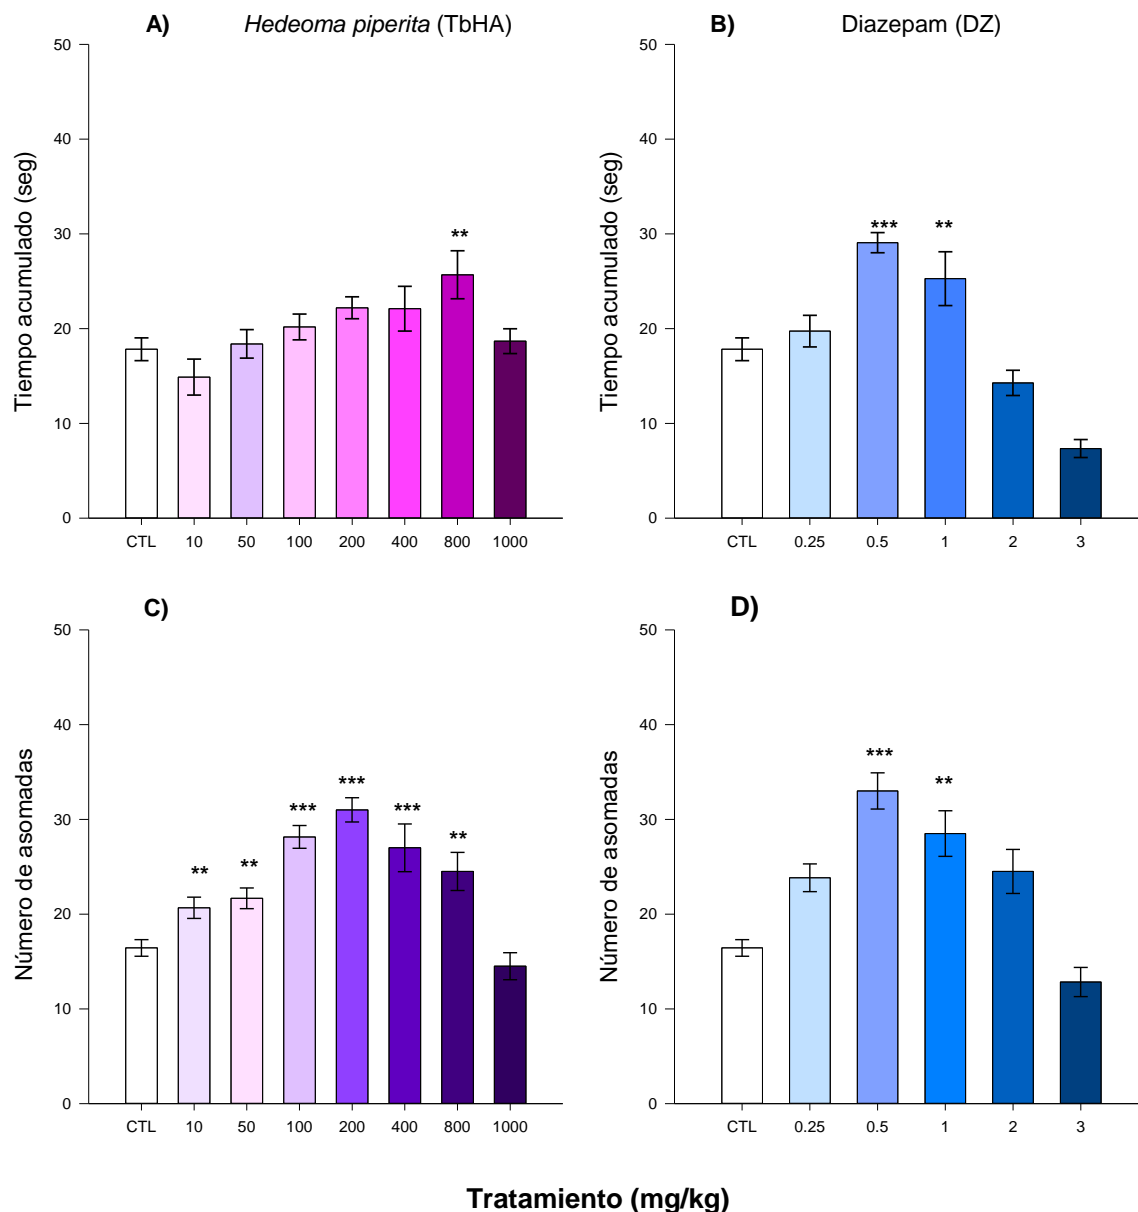 A) Hedeoma piperita (TbHA)
Tiempo acumulado (seg)
50
40
30
20
10
0
**
CTL 10 50 100 200 400 800 1000
B) Diazepam (DZ)
Tiempo acumulado (seg)
50
40
30
20
10
0
*** **
CTL 0.25 0.5 1 2 3
C)
Número de asomadas
50
40
30
20
10
0
** ** *** *** *** **
CTL 10 50 100 200 400 800 1000
D)
Número de asomadas
50
40
30
20
10
0
*** **
CTL 0.25 0.5 1 2 3
Tratamiento (mg/kg)